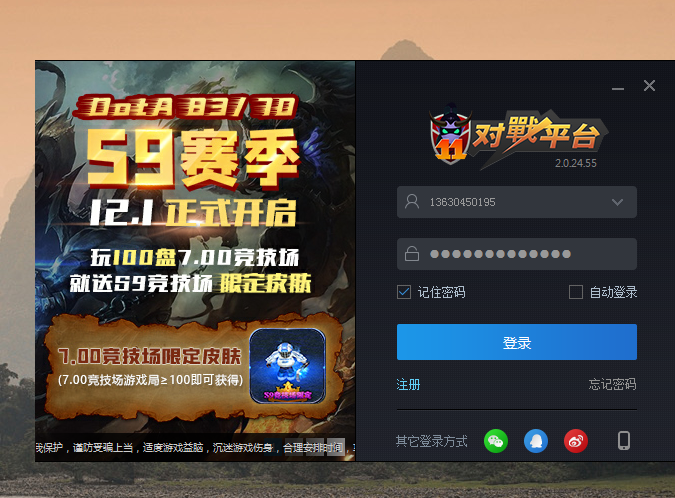 DotA 83/70
S9赛季
12.1 正式开启
玩100盘7.00竞技场
就送S9竞技场 限定皮肤
7.00竞技场限定皮肤
(7.00竞技场游戏局≥100即可获得)
S9竞技场限定
我保护，谨防受骗上当，适度游戏益脑，沉迷游戏伤身，合理安排时间，
11
对戰平台
2.0.24.55
13630450195
●●●●●●●●●●●●●
记住密码
自动登录
登录
注册
忘记密码
其它登录方式